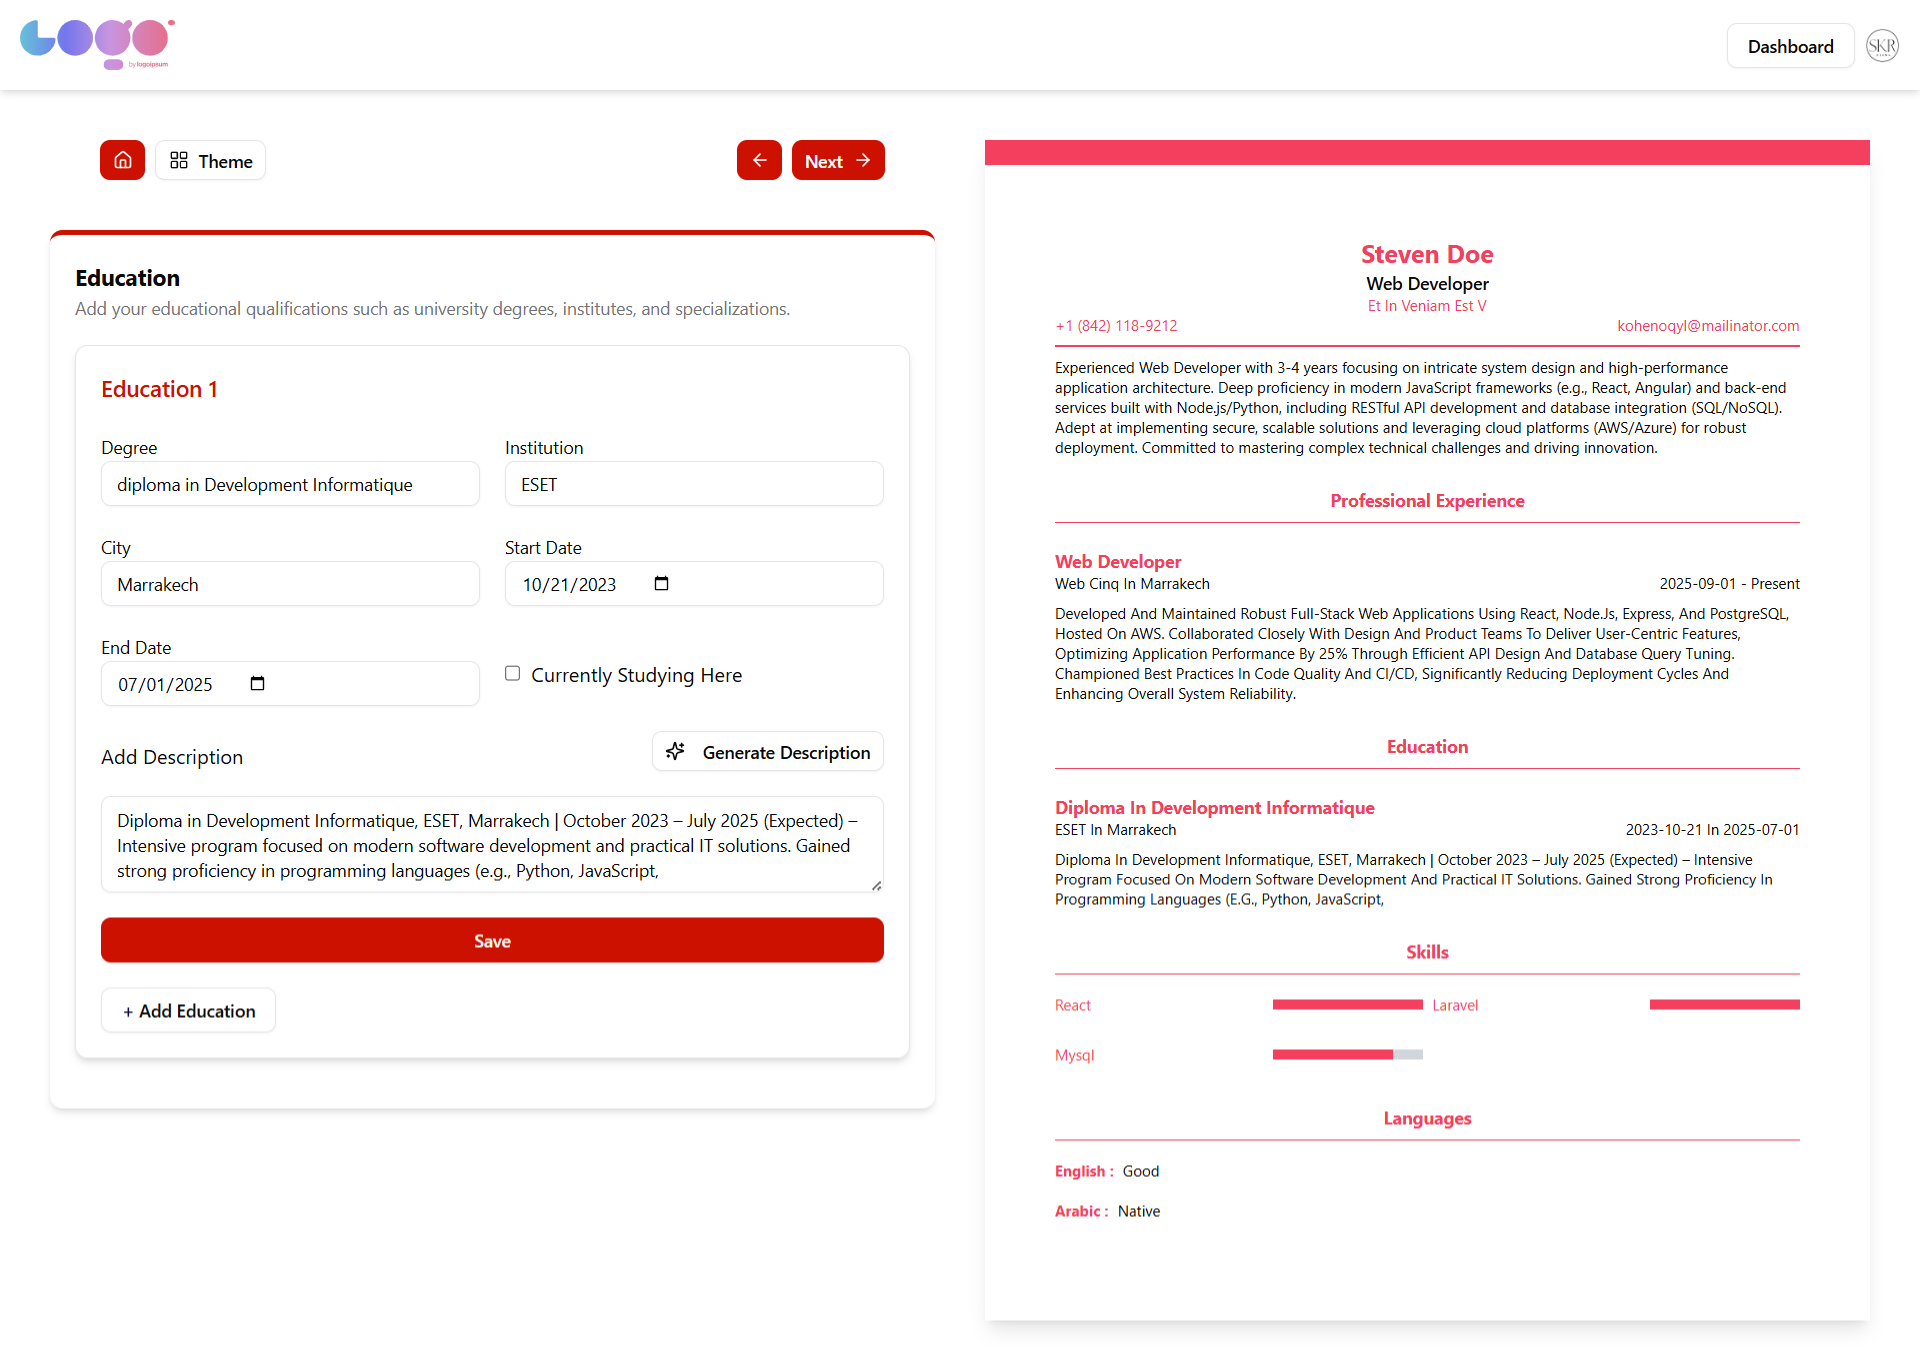 Logo
by logoipsum
Dashboard
SKR
Theme
Next
Education
Add your educational qualifications such as university degrees, institutes, and specializations.
Education 1
Degree
Institution
diploma in Development Informatique
ESET
City
Start Date
Marrakech
10/21/2023
End Date
07/01/2025
Currently Studying Here
Add Description
Generate Description
Diploma in Development Informatique, ESET, Marrakech | October 2023 – July 2025 (Expected) –
Intensive program focused on modern software development and practical IT solutions. Gained
strong proficiency in programming languages (e.g., Python, JavaScript,
Save
+ Add Education
Steven Doe
Web Developer
Et In Veniam Est V
+1 (842) 118-9212
kohenoqyl@mailinator.com
Experienced Web Developer with 3-4 years focusing on intricate system design and high-performance
application architecture. Deep proficiency in modern JavaScript frameworks (e.g., React, Angular) and back-end
services built with Node.js/Python, including RESTful API development and database integration (SQL/NoSQL).
Adept at implementing secure, scalable solutions and leveraging cloud platforms (AWS/Azure) for robust
deployment. Committed to mastering complex technical challenges and driving innovation.
Professional Experience
Web Developer
Web Cinq In Marrakech
2025-09-01 - Present
Developed And Maintained Robust Full-Stack Web Applications Using React, Node.Js, Express, And PostgreSQL,
Hosted On AWS. Collaborated Closely With Design And Product Teams To Deliver User-Centric Features,
Optimizing Application Performance By 25% Through Efficient API Design And Database Query Tuning.
Championed Best Practices In Code Quality And CI/CD, Significantly Reducing Deployment Cycles And
Enhancing Overall System Reliability.
Education
Diploma In Development Informatique
ESET In Marrakech
2023-10-21 In 2025-07-01
Diploma In Development Informatique, ESET, Marrakech | October 2023 – July 2025 (Expected) – Intensive
Program Focused On Modern Software Development And Practical IT Solutions. Gained Strong Proficiency In
Programming Languages (E.G., Python, JavaScript,
Skills
React
Laravel
Mysql
Languages
English : Good
Arabic : Native